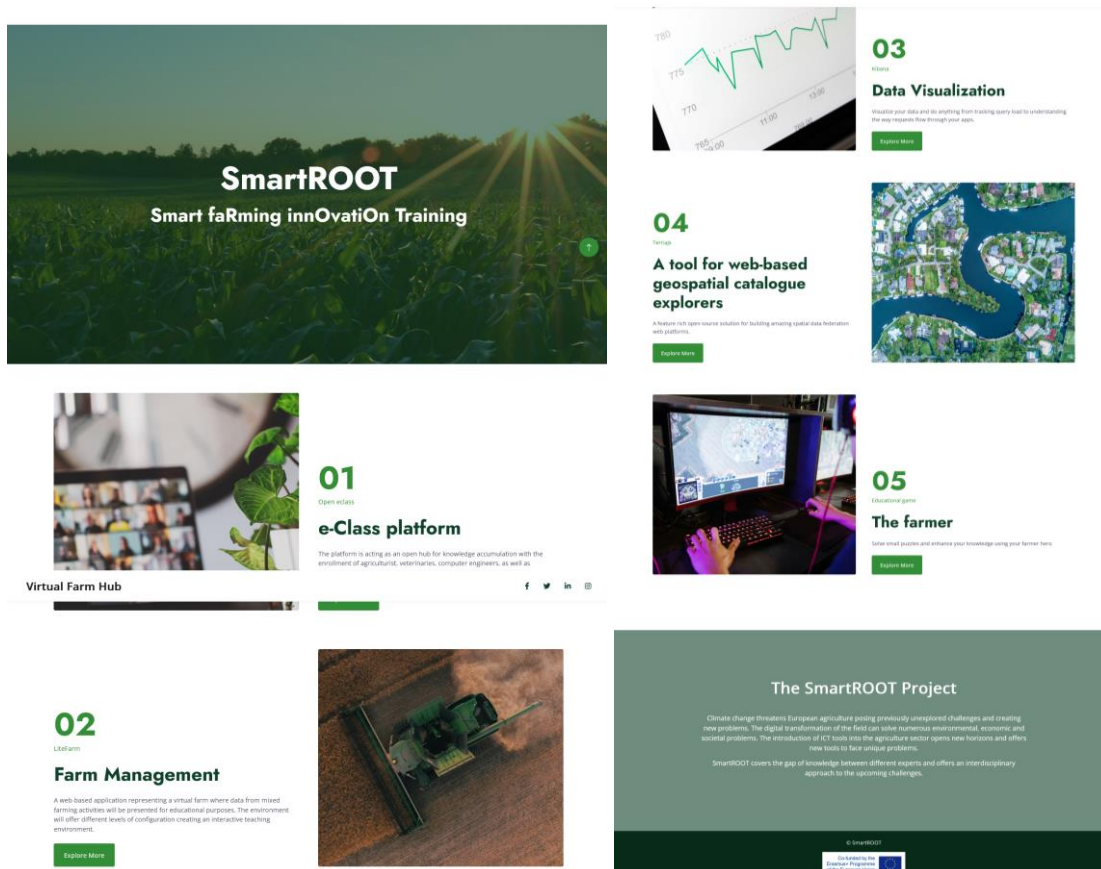 SmartROOT
Smart faRming innOvatiOn Training
01
Open eclass
e-Class platform
The platform is acting as an open hub for knowledge accumulation with the
enrollment of agriculturist, veterinaries, computer engineers, as well as
Virtual Farm Hub
02
LiteFarm
Farm Management
A web-based application representing a virtual farm where data from mixed
farming activities will be presented for educational purposes. The environment
will offer different levels of configuration creating an interactive teaching
environment.
Explore More
780
775
770
765
09:00
11:00
13:00
03
Kibana
Data Visualization
Visualize your data and do anything from tracking query load to understanding
the way requests flow through your apps.
Explore More
04
Terriajs
A tool for web-based
geospatial catalogue
explorers
A feature rich open-source solution for building amazing spatial data federation
web platforms.
Explore More
05
Educational game
The farmer
Solve small puzzles and enhance your knowledge using your farmer hero
Explore More
The SmartROOT Project
Climate change threatens European agriculture posing previously unexplored challenges and creating
new problems. The digital transformation of the field can solve numerous environmental, economic and
societal problems. The introduction of ICT tools into the agriculture sector opens new horizons and offers
new tools to face unique problems.
SmartROOT covers the gap of knowledge between different experts and offers an interdisciplinary
approach to the upcoming challenges.
© SmartROOT
Co-funded by the
Erasmus+ Programme